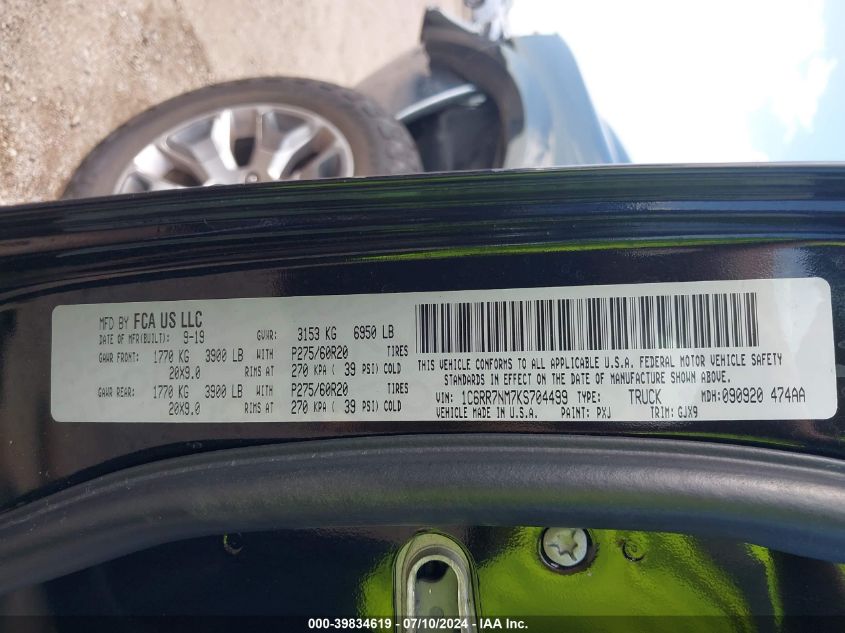 MFD BY FCA US LLC
DATE OF MFR(BUILT): 9-19 GVWR: 3153 KG 6950 LB
GAWR FRONT: 1770 KG 3900 LB WITH P275/60R20 TIRES
20X9.0 RIMS AT 270 KPA ( 39 PSI) COLD
GAWR REAR: 1770 KG 3900 LB WITH P275/60R20 TIRES
20X9.0 RIMS AT 270 KPA ( 39 PSI) COLD
THIS VEHICLE CONFORMS TO ALL APPLICABLE U.S.A. FEDERAL MOTOR VEHICLE SAFETY
STANDARDS IN EFFECT ON THE DATE OF MANUFACTURE SHOWN ABOVE.
VIN: 1C6RR7NM7KS704499 TYPE: TRUCK MDH: 090920 474AA
VEHICLE MADE IN U.S.A. PAINT: PXJ TRIM: GJX9
000-39834619 - 07/10/2024 - IAA Inc.